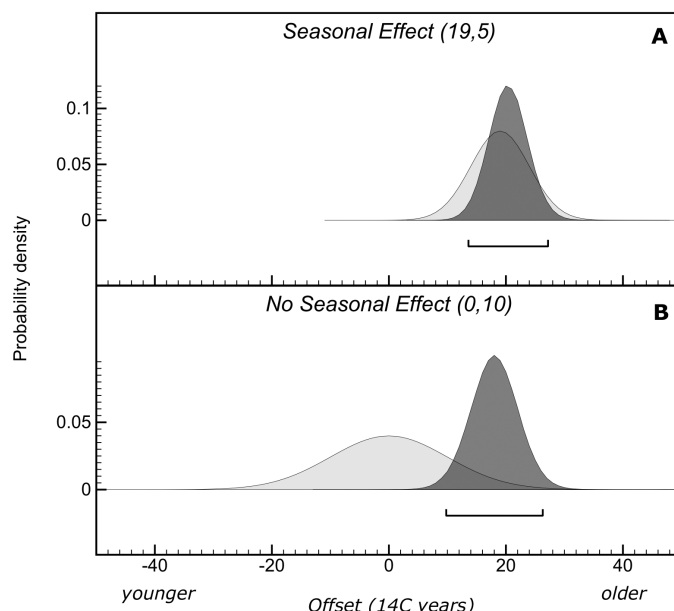 Seasonal Effect (19,5)
A
0.1
0.05
0
Probability density
No Seasonal Effect (0,10)
B
0.05
0
-40 -20 0 20 40
younger older
Offset (14C years)